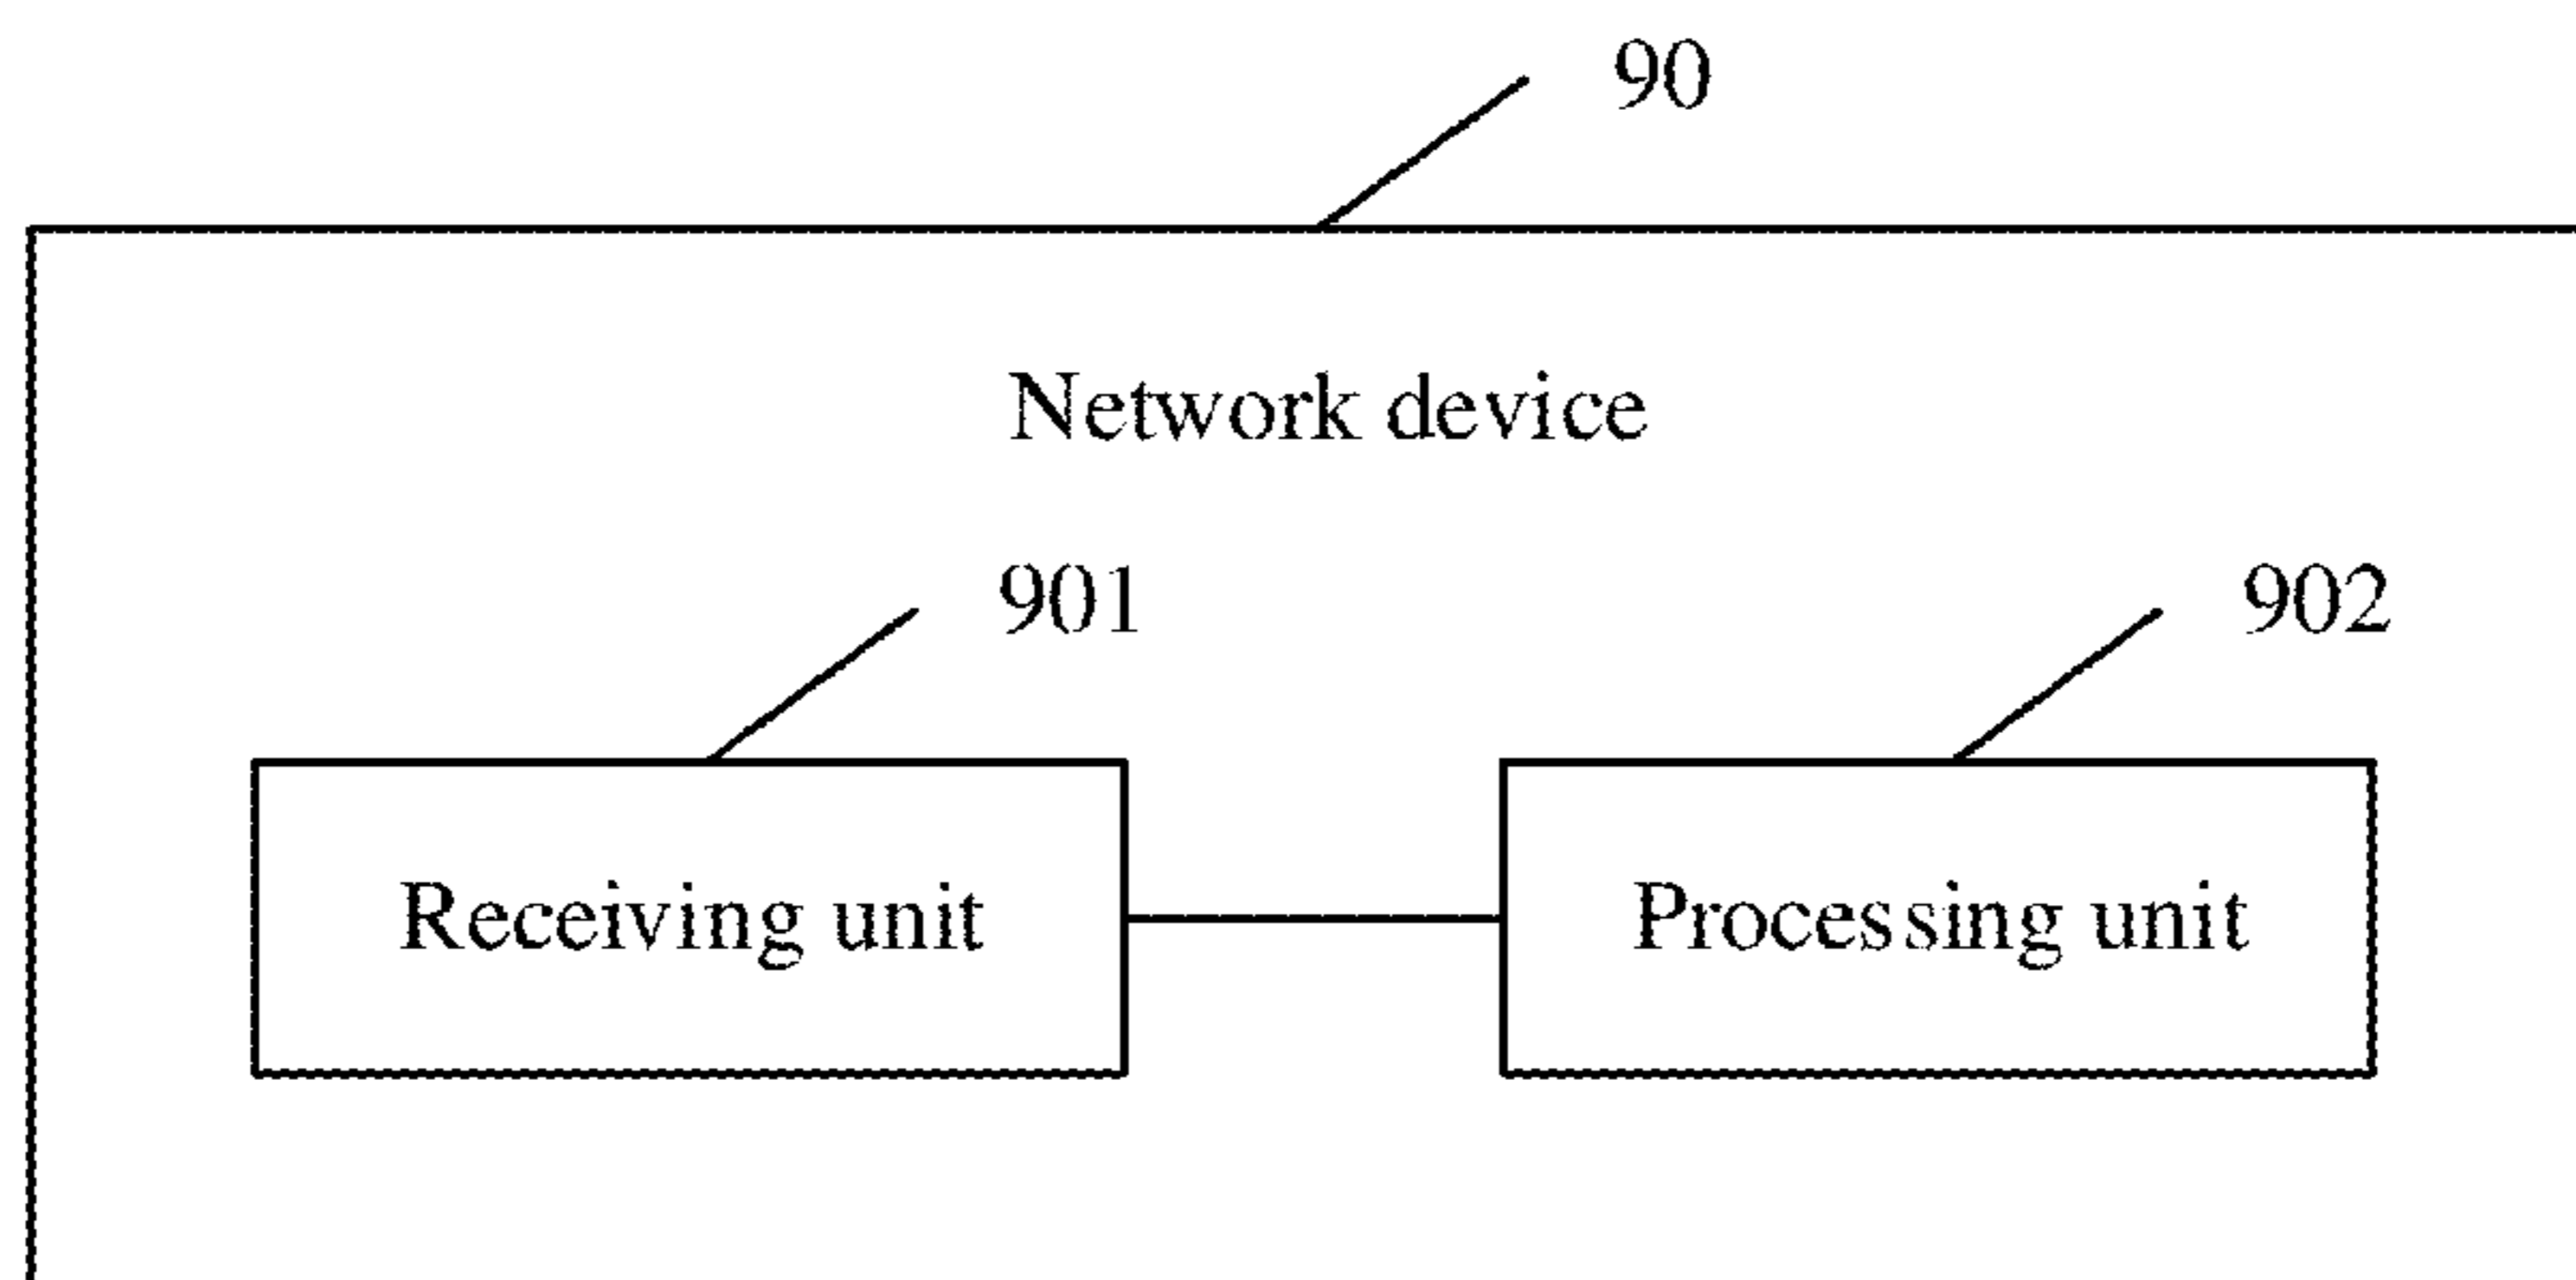 90
Network device
901
902
Receiving unit
Processing unit